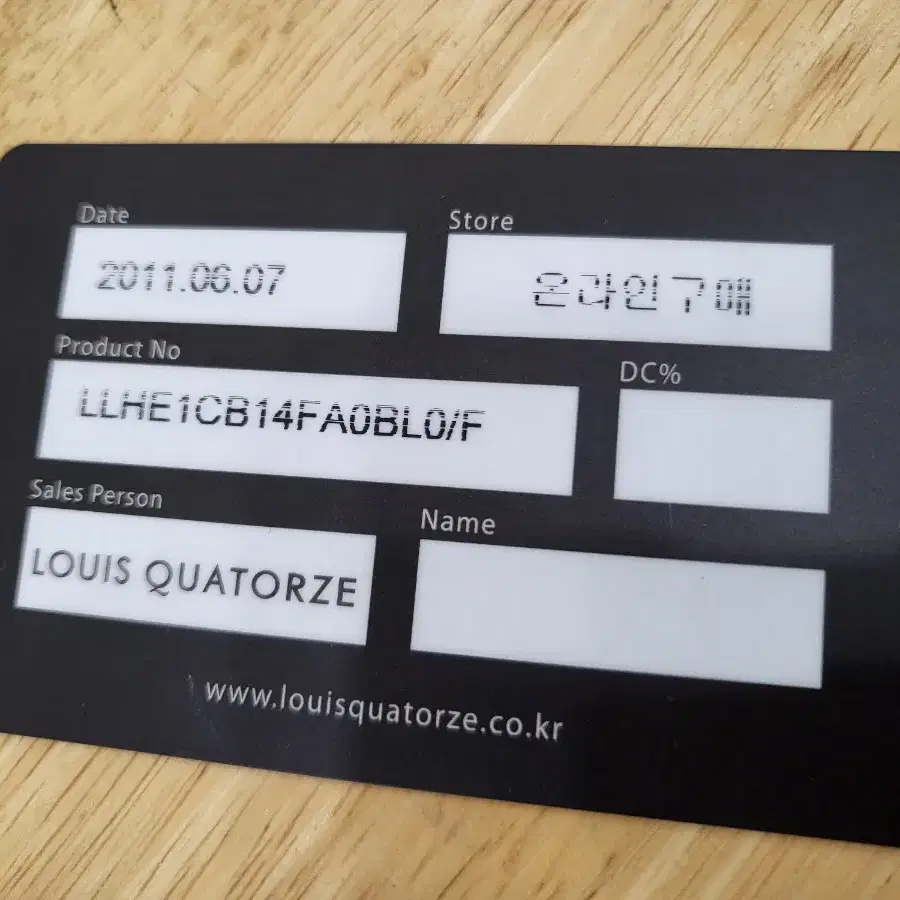 Date
2011.06.07
Store
온라인구매
Product No
LLHE1CB14FA0BL0/F
DC%
Sales Person
LOUIS QUATORZE
Name
www.louisquatorze.co.kr